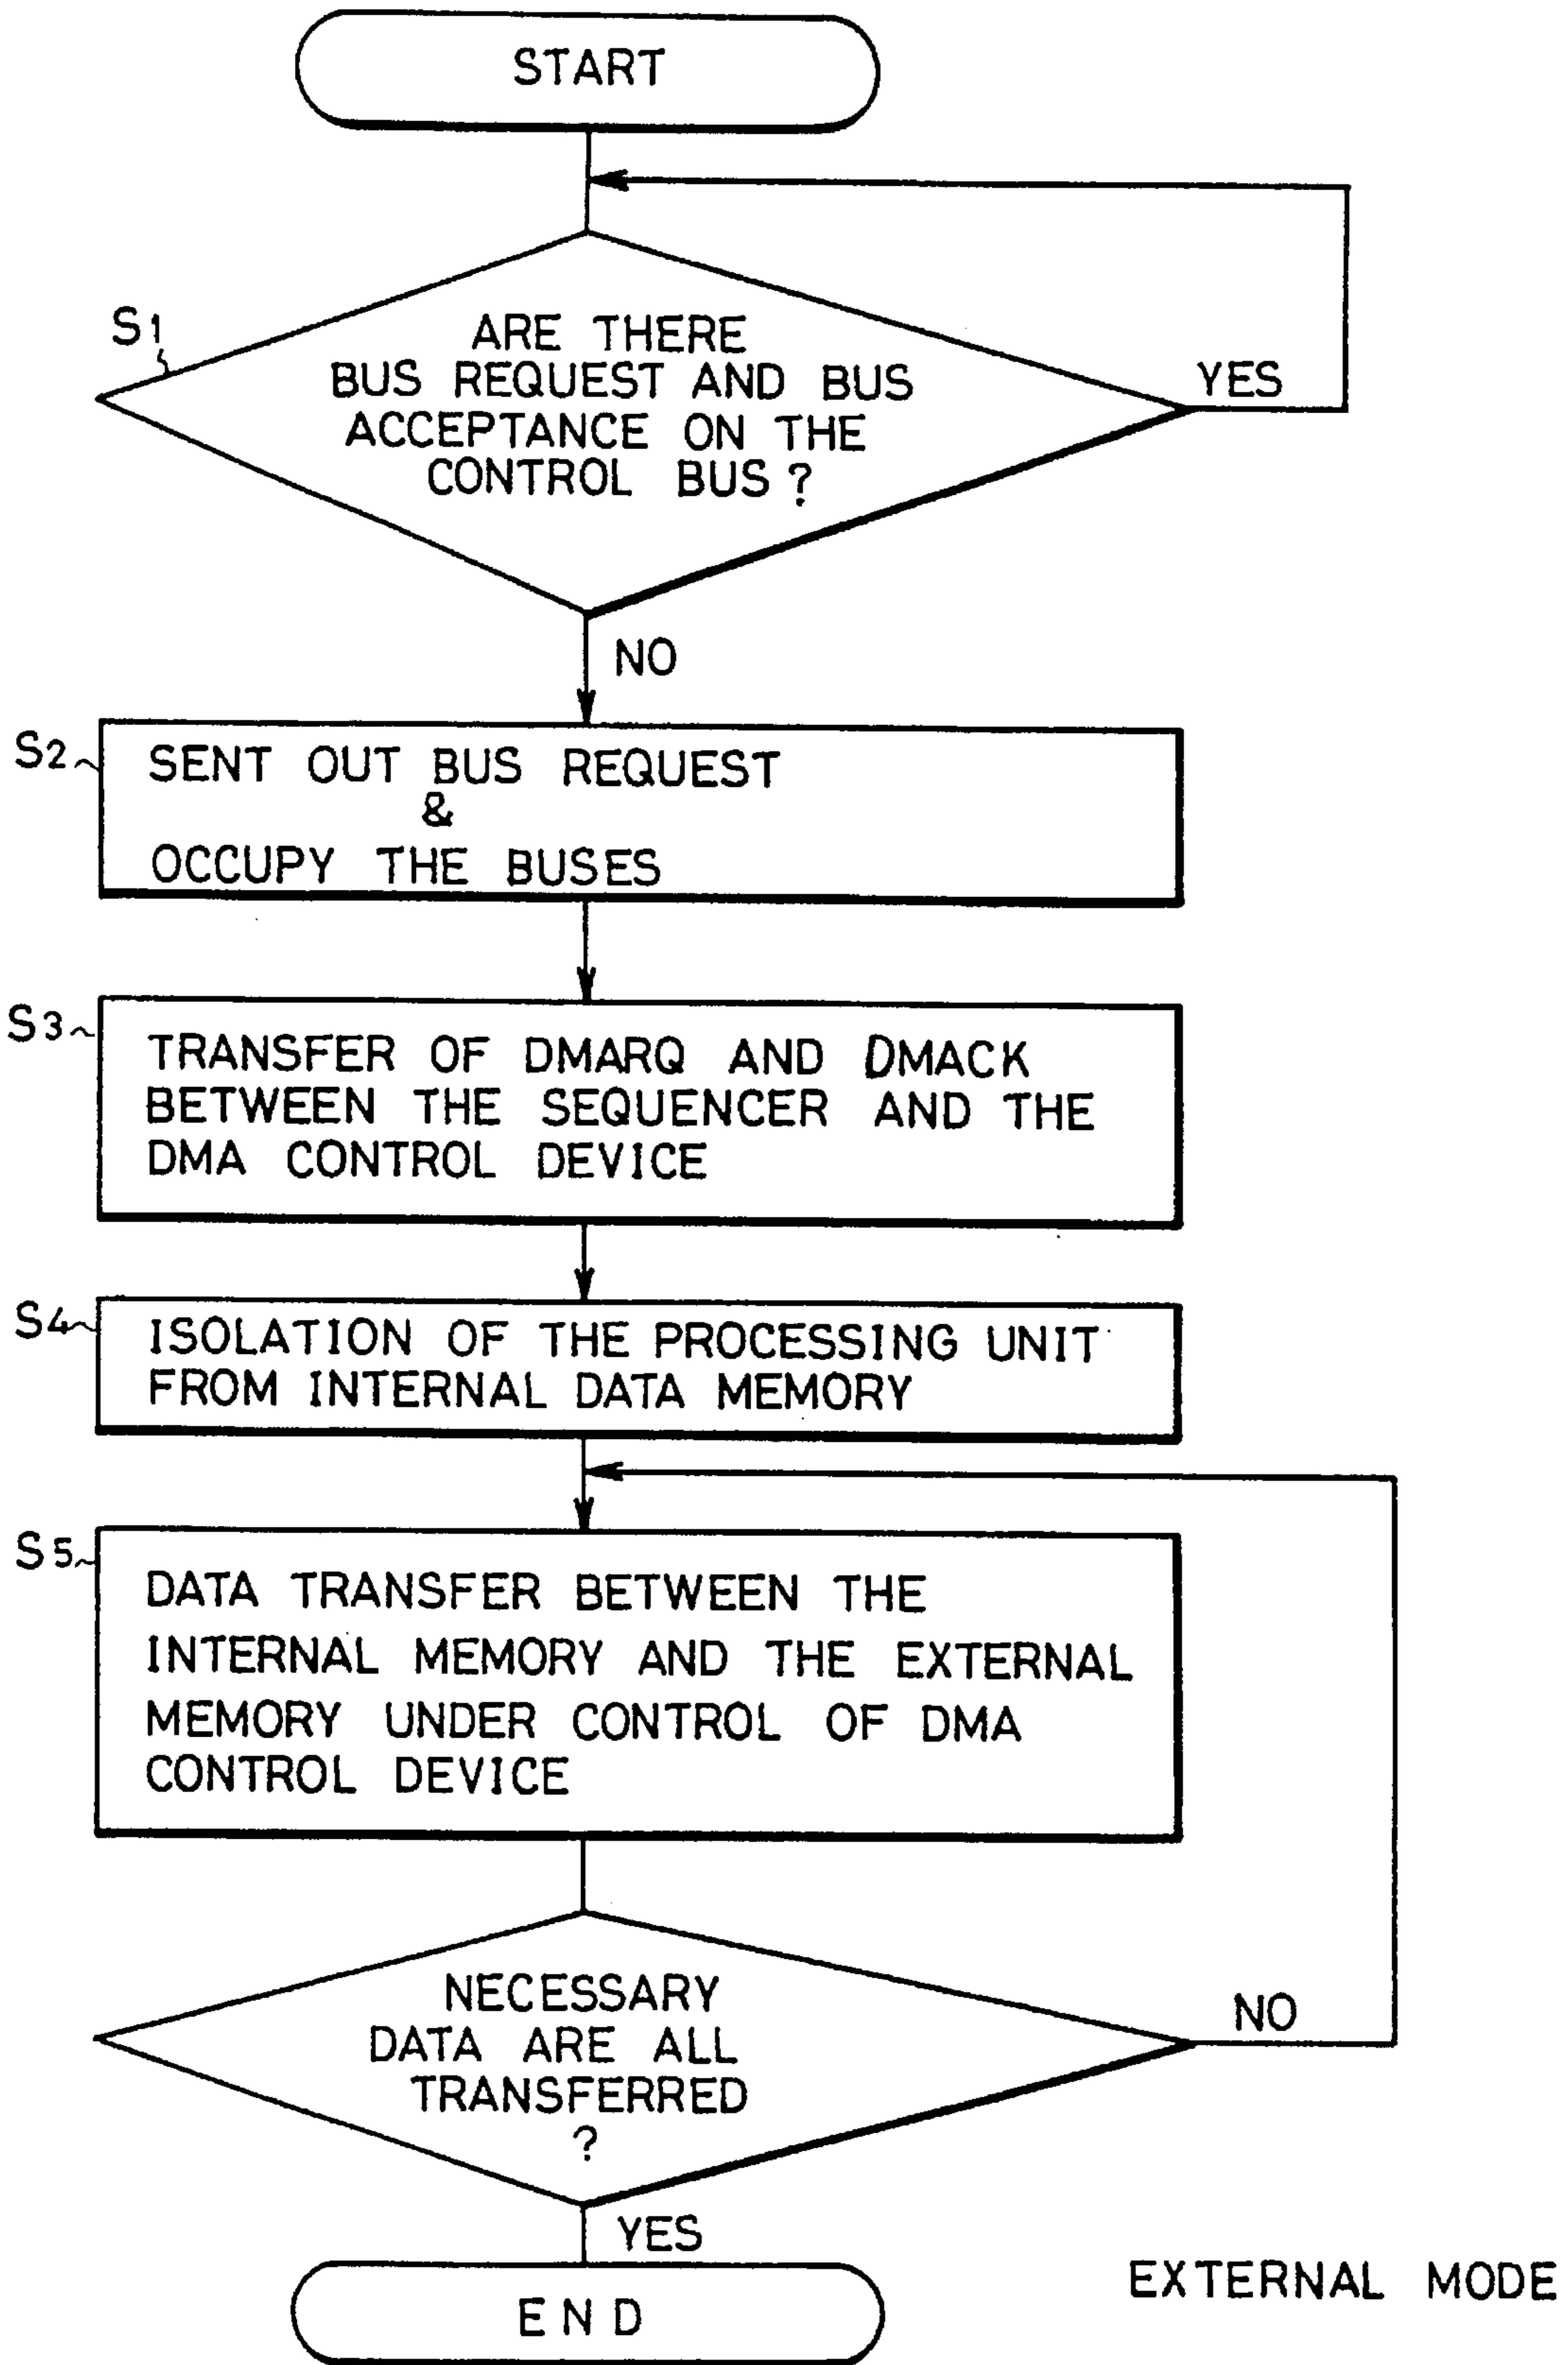 START
S1
ARE THERE
BUS REQUEST AND BUS
ACCEPTANCE ON THE
CONTROL BUS ?
YES
NO
S2
SENT OUT BUS REQUEST
&
OCCUPY THE BUSES
S3
TRANSFER OF DMARQ AND DMACK
BETWEEN THE SEQUENCER AND THE
DMA CONTROL DEVICE
S4
ISOLATION OF THE PROCESSING UNIT
FROM INTERNAL DATA MEMORY
S5
DATA TRANSFER BETWEEN THE
INTERNAL MEMORY AND THE EXTERNAL
MEMORY UNDER CONTROL OF DMA
CONTROL DEVICE
NECESSARY
DATA ARE ALL
TRANSFERRED
?
NO
YES
END
EXTERNAL MODE